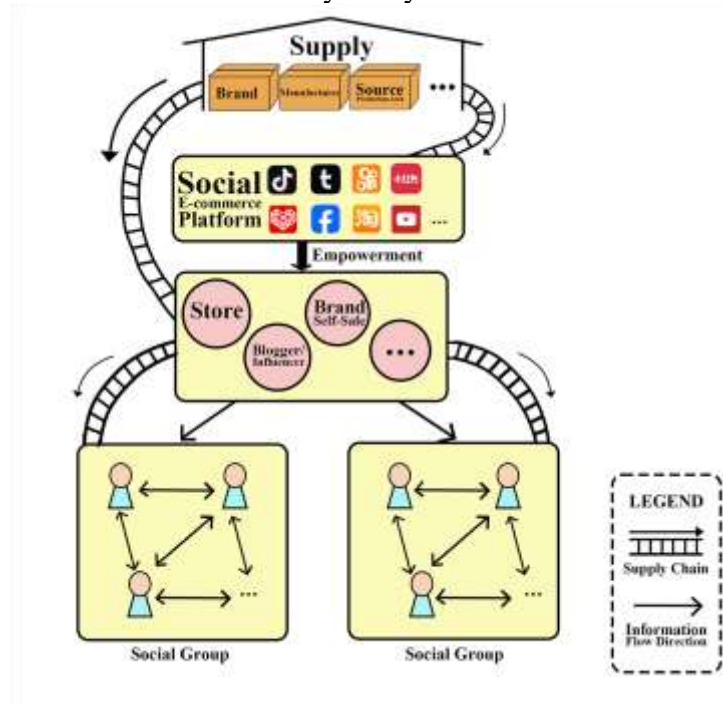 Supply
Brand
Manufacturer
Source
...
Social
E-commerce
Platform
...
Empowerment
Store
Brand
Self-Sale
Blogger/
Influencer
...
...
...
Social Group
Social Group
LEGEND
Supply Chain
Information
Flow Direction